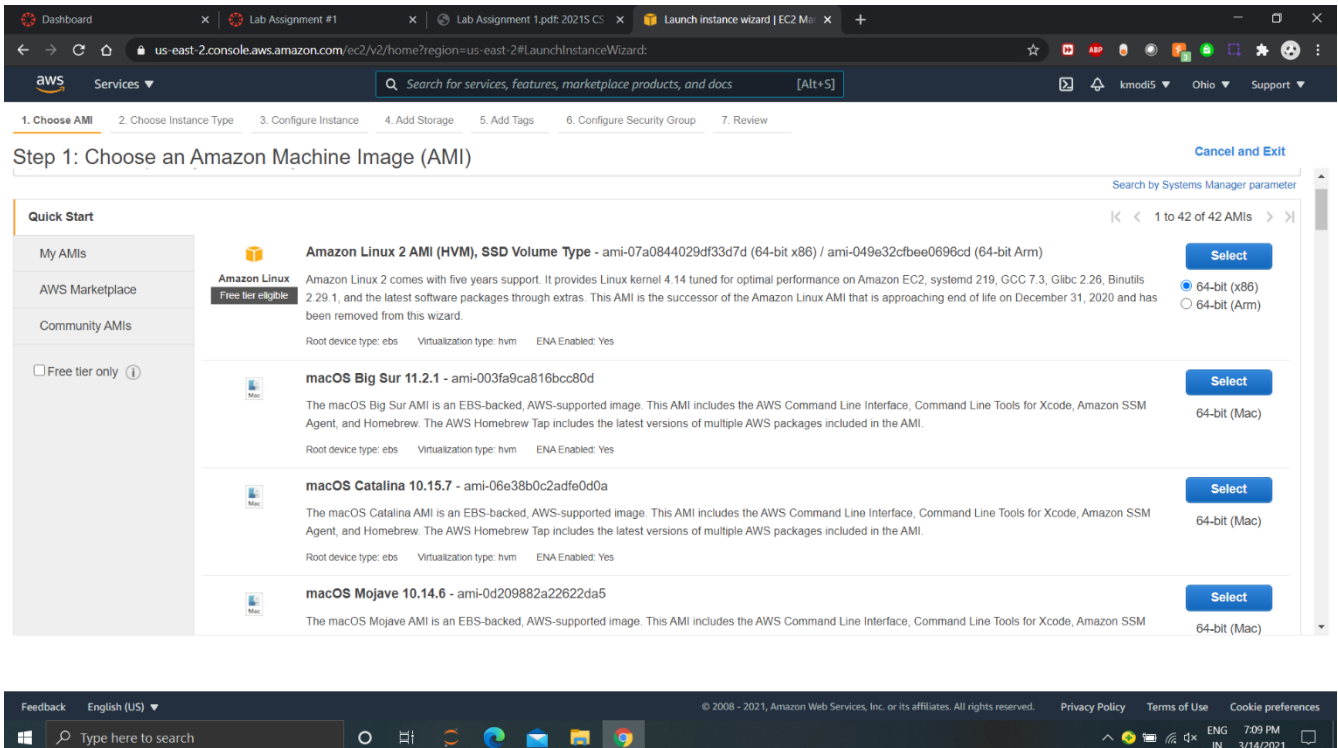 Dashboard
Lab Assignment #1
Lab Assignment 1.pdf: 2021S CS
Launch instance wizard | EC2 Mar
us-east-2.console.aws.amazon.com/ec2/v2/home?region=us-east-2#LaunchInstanceWizard:
ABP
3
aws
Services ▼
Search for services, features, marketplace products, and docs
[Alt+S]
kmodi5 ▼
Ohio ▼
Support ▼
1. Choose AMI
2. Choose Instance Type
3. Configure Instance
4. Add Storage
5. Add Tags
6. Configure Security Group
7. Review
Step 1: Choose an Amazon Machine Image (AMI)
Cancel and Exit
Search by Systems Manager parameter
Quick Start
1 to 42 of 42 AMIs
My AMIs
AWS Marketplace
Community AMIs
Free tier only
Amazon Linux
Free tier eligible
Amazon Linux 2 AMI (HVM), SSD Volume Type - ami-07a0844029df33d7d (64-bit x86) / ami-049e32cfbee0696cd (64-bit Arm)
Amazon Linux 2 comes with five years support. It provides Linux kernel 4.14 tuned for optimal performance on Amazon EC2, systemd 219, GCC 7.3, Glibc 2.26, Binutils
2.29.1, and the latest software packages through extras. This AMI is the successor of the Amazon Linux AMI that is approaching end of life on December 31, 2020 and has
been removed from this wizard.
Root device type: ebs Virtualization type: hvm ENA Enabled: Yes
Select
64-bit (x86)
64-bit (Arm)
Mac
macOS Big Sur 11.2.1 - ami-003fa9ca816bcc80d
The macOS Big Sur AMI is an EBS-backed, AWS-supported image. This AMI includes the AWS Command Line Interface, Command Line Tools for Xcode, Amazon SSM
Agent, and Homebrew. The AWS Homebrew Tap includes the latest versions of multiple AWS packages included in the AMI.
Root device type: ebs Virtualization type: hvm ENA Enabled: Yes
Select
64-bit (Mac)
Mac
macOS Catalina 10.15.7 - ami-06e38b0c2adfe0d0a
The macOS Catalina AMI is an EBS-backed, AWS-supported image. This AMI includes the AWS Command Line Interface, Command Line Tools for Xcode, Amazon SSM
Agent, and Homebrew. The AWS Homebrew Tap includes the latest versions of multiple AWS packages included in the AMI.
Root device type: ebs Virtualization type: hvm ENA Enabled: Yes
Select
64-bit (Mac)
Mac
macOS Mojave 10.14.6 - ami-0d209882a22622da5
The macOS Mojave AMI is an EBS-backed, AWS-supported image. This AMI includes the AWS Command Line Interface, Command Line Tools for Xcode, Amazon SSM
Select
64-bit (Mac)
Feedback
English (US) ▼
© 2008 - 2021, Amazon Web Services, Inc. or its affiliates. All rights reserved.
Privacy Policy
Terms of Use
Cookie preferences
Type here to search
ENG
IN
7:09 PM
3/14/2021